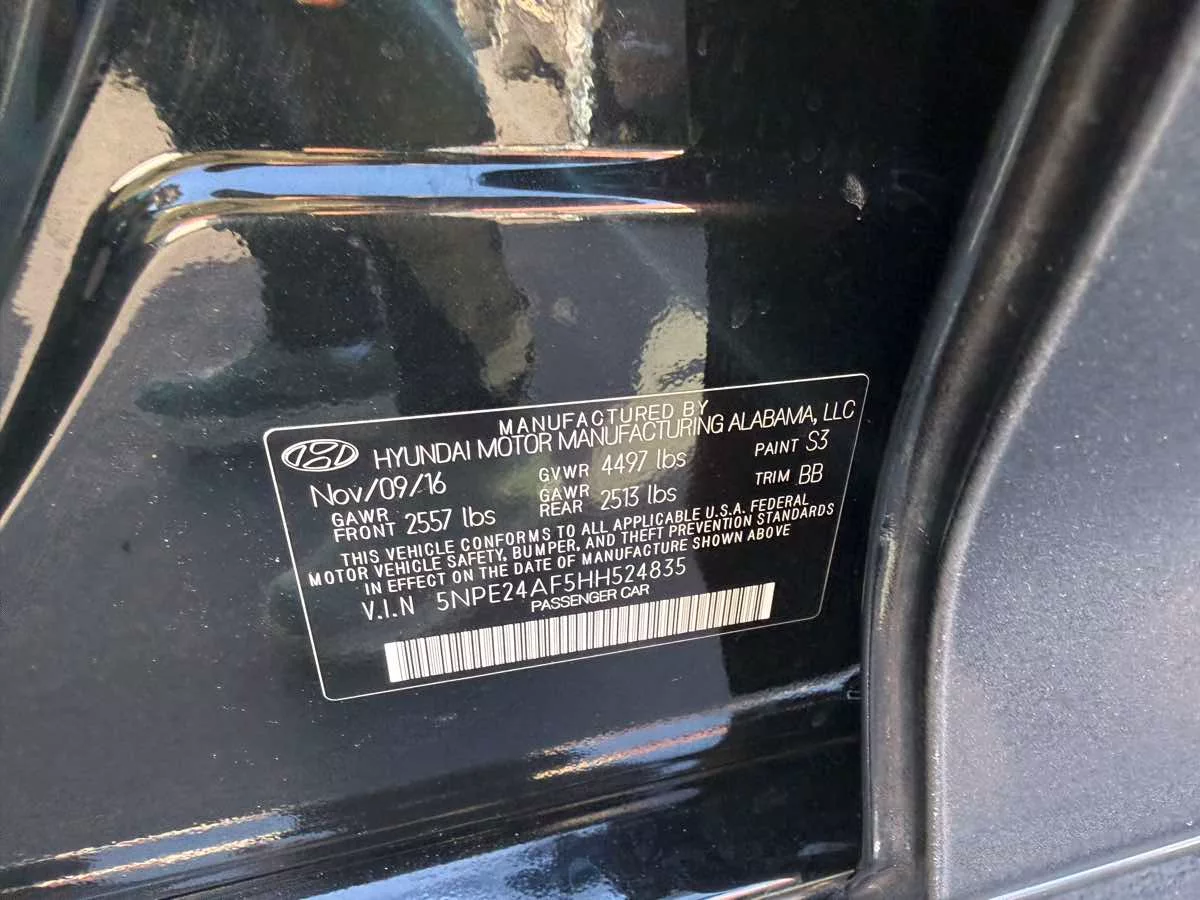 MANUFACTURED BY
HYUNDAI MOTOR MANUFACTURING ALABAMA, LLC
Nov/09/16 GVWR 4497 lbs PAINT S3
GAWR FRONT 2557 lbs GAWR REAR 2513 lbs TRIM BB
THIS VEHICLE CONFORMS TO ALL APPLICABLE U.S.A. FEDERAL
MOTOR VEHICLE SAFETY, BUMPER, AND THEFT PREVENTION STANDARDS
IN EFFECT ON THE DATE OF MANUFACTURE SHOWN ABOVE
V.I.N 5NPE24AF5HH524835
PASSENGER CAR